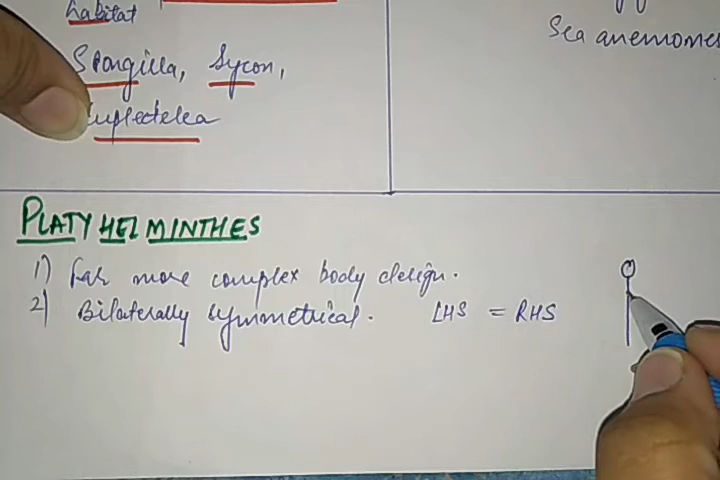 habitat
Spongilla, Sycon,
Euplectelea
Sea anemones
PLATYHELMINTHES
1) Far more complex body design.
2) Bilaterally symmetrical. LHS = RHS